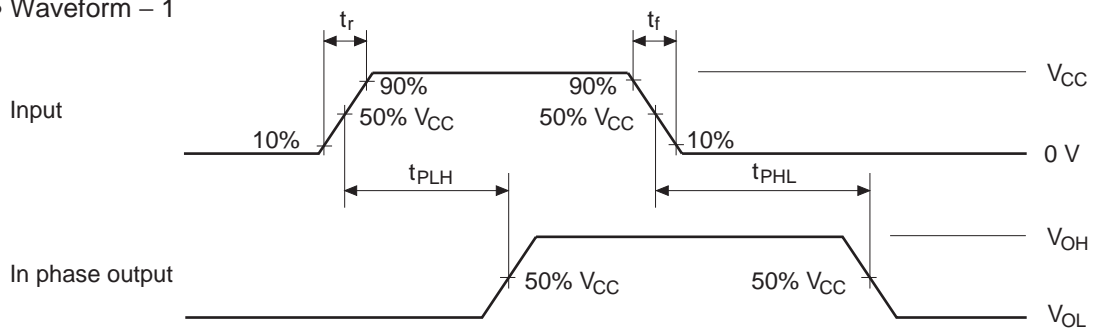 • Waveform – 1
tr
tf
VCC
90%
90%
Input
50% VCC
50% VCC
10%
10%
0 V
tPLH
tPHL
VOH
In phase output
50% VCC
50% VCC
VOL